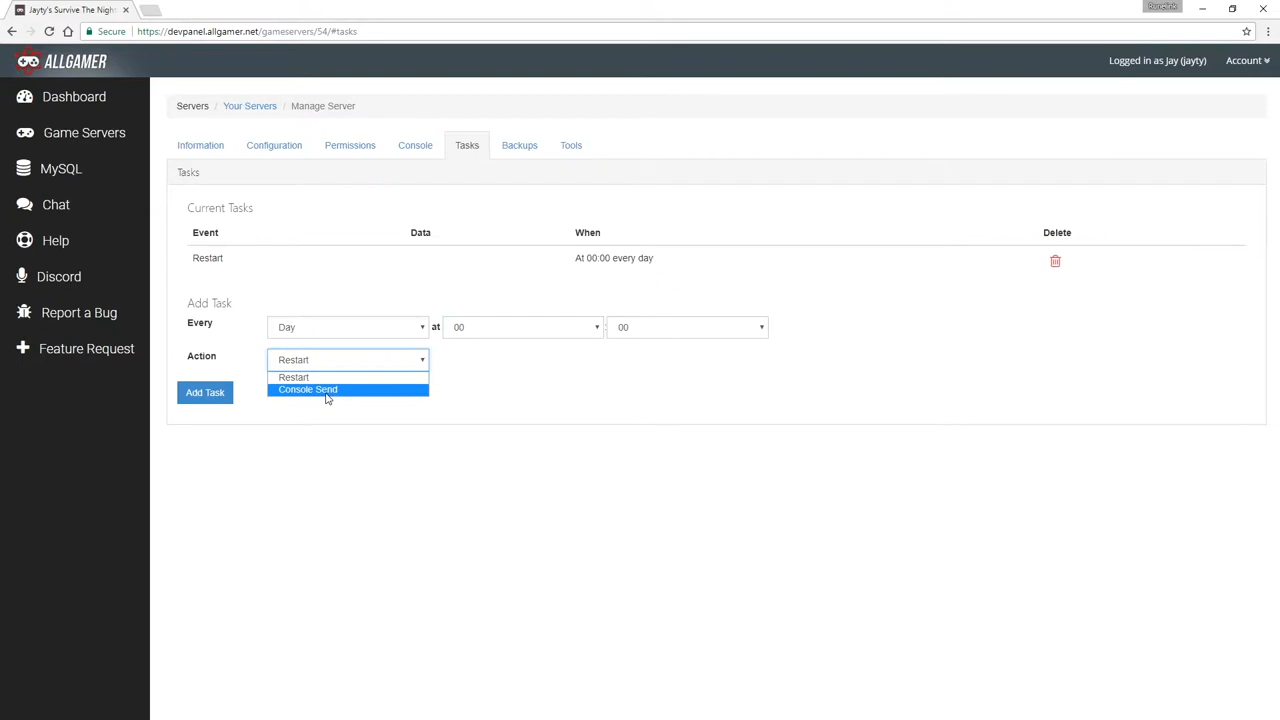 Jayty's Survive The Night
Runelink
Secure https://devpanel.allgamer.net/gameservers/54/#tasks
ALLGAMER
Logged in as Jay (jayty)
Account
Dashboard
Game Servers
MySQL
Chat
Help
Discord
Report a Bug
Feature Request
Servers / Your Servers / Manage Server
Information Configuration Permissions Console Tasks Backups Tools
Tasks
Current Tasks
Event Data When Delete
Restart At 00:00 every day
Add Task
Every Day at 00 : 00
Action Restart
Restart
Console Send
Add Task